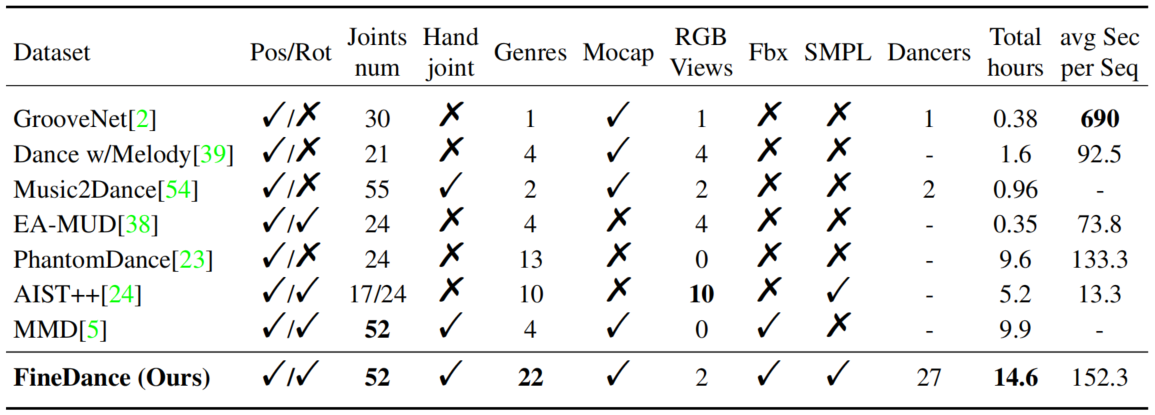 Dataset Pos/Rot Joints num Hand joint Genres Mocap RGB Views Fbx SMPL Dancers Total hours avg Sec per Seq
GrooveNet[2] ✓/✗ 30 ✗ 1 ✓ 1 ✗ ✗ 1 0.38 690
Dance w/Melody[39] ✓/✗ 21 ✗ 4 ✓ 4 ✗ ✗ - 1.6 92.5
Music2Dance[54] ✓/✗ 55 ✓ 2 ✓ 2 ✗ ✗ 2 0.96 -
EA-MUD[38] ✓/✓ 24 ✗ 4 ✗ 4 ✗ ✗ - 0.35 73.8
PhantomDance[23] ✓/✗ 24 ✗ 13 ✗ 0 ✗ ✗ - 9.6 133.3
AIST++[24] ✓/✓ 17/24 ✗ 10 ✗ 10 ✗ ✓ - 5.2 13.3
MMD[5] ✓/✓ 52 ✓ 4 ✓ 0 ✓ ✗ - 9.9 -
FineDance (Ours) ✓/✓ 52 ✓ 22 ✓ 2 ✓ ✓ 27 14.6 152.3